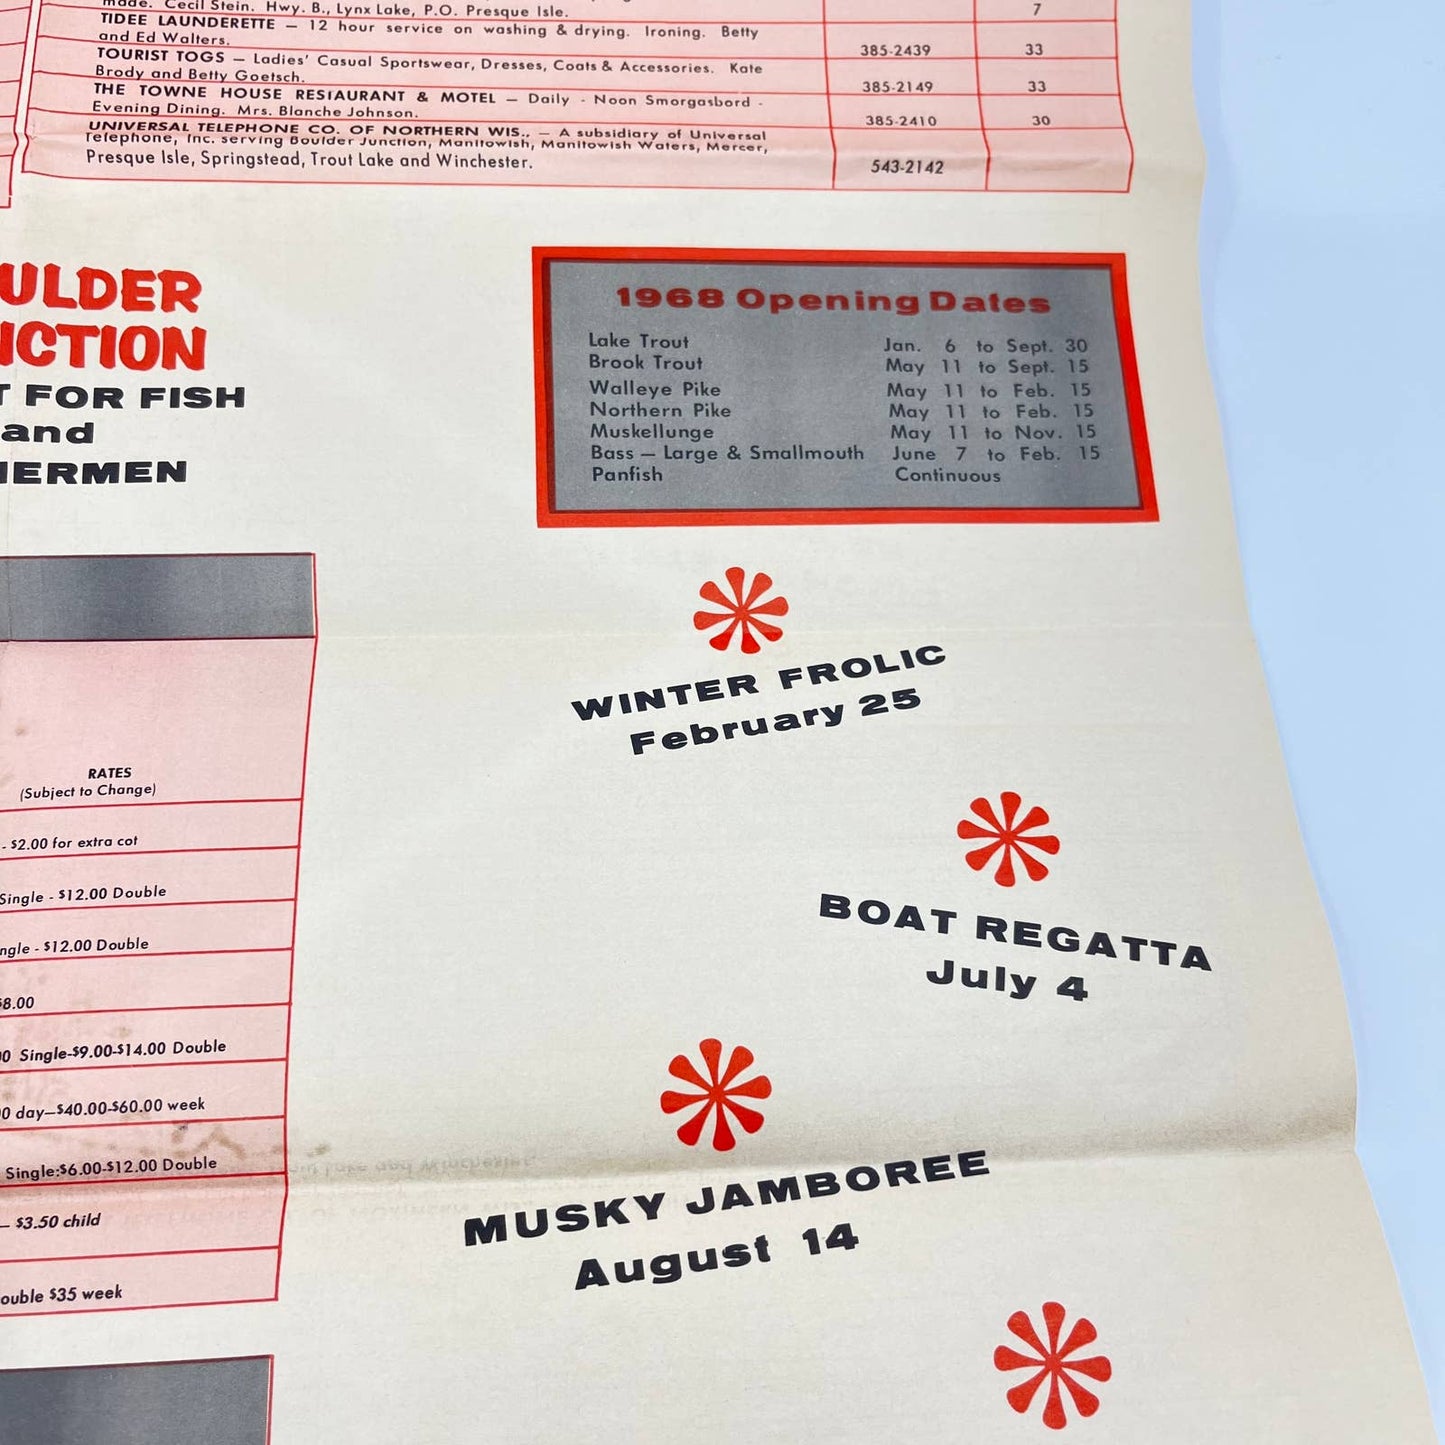 made. Cecil Stein. Hwy. B., Lynx Lake, P.O. Presque Isle.
7
TIDEE LAUNDERETTE — 12 hour service on washing & drying. Ironing. Betty
and Ed Walters.
385-2439
33
TOURIST TOGS — Ladies' Casual Sportswear, Dresses, Coats & Accessories. Kate
Brody and Betty Goetsch.
385-2149
33
THE TOWNE HOUSE RESTAURANT & MOTEL — Daily - Noon Smorgasbord -
Evening Dining. Mrs. Blanche Johnson.
385-2410
30
UNIVERSAL TELEPHONE CO. OF NORTHERN WIS., — A subsidiary of Universal
Telephone, Inc. serving Boulder Junction, Manitowish, Manitowish Waters, Mercer,
Presque Isle, Springstead, Trout Lake and Winchester.
543-2142
ULDER
CTION
T FOR FISH
and
HERMEN
1968 Opening Dates
Lake Trout Jan. 6 to Sept. 30
Brook Trout May 11 to Sept. 15
Walleye Pike May 11 to Feb. 15
Northern Pike May 11 to Feb. 15
Muskellunge May 11 to Nov. 15
Bass — Large & Smallmouth June 7 to Feb. 15
Panfish Continuous
WINTER FROLIC
February 25
BOAT REGATTA
July 4
MUSKY JAMBOREE
August 14
RATES
(Subject to Change)
- $2.00 for extra cot
Single - $12.00 Double
ngle - $12.00 Double
$8.00
0 Single-$9.00-$14.00 Double
0 day—$40.00-$60.00 week
Single:$6.00-$12.00 Double
— $3.50 child
ouble $35 week